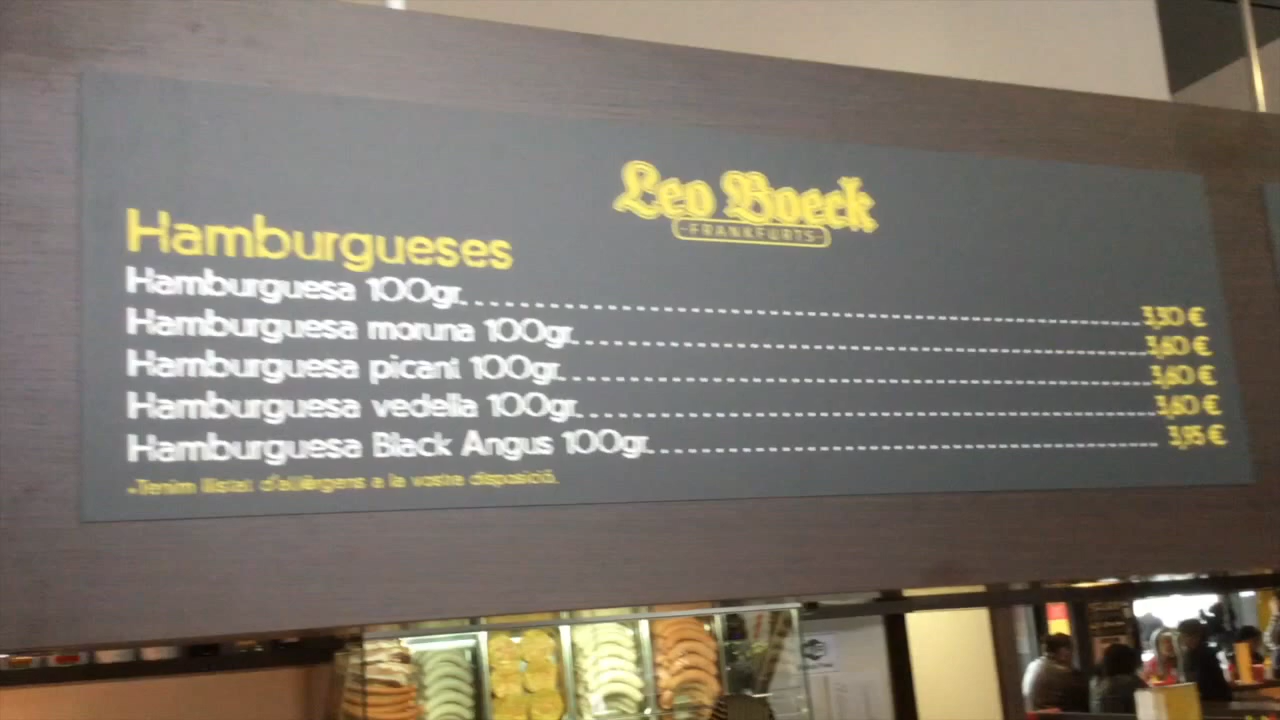 Leo Boeck
FRANKFURTS
Hamburgueses
Hamburguesa 100gr. 3,30 €
Hamburguesa moruna 100gr. 3,60 €
Hamburguesa picant 100gr. 3,60 €
Hamburguesa vedella 100gr. 3,60 €
Hamburguesa Black Angus 100gr. 3,95 €
*Tenim llistat d'al·lèrgens a la vostre disposició.